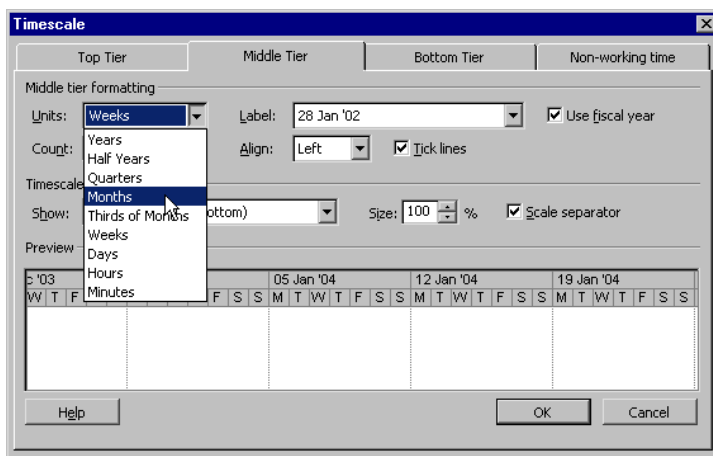 Timescale
Top Tier Middle Tier Bottom Tier Non-working time
Middle tier formatting
Units: Weeks Label: 28 Jan '02 Use fiscal year
Years
Count: Half Years Align: Left Tick lines
Quarters
Timescale Months
Show: Thirds of Months ottom) Size: 100 % Scale separator
Weeks
Preview Days
Hours
c '03 Minutes 05 Jan '04 12 Jan '04 19 Jan '04
W T F F S S M T W T F S S M T W T F S S M T W T F S S
Help OK Cancel